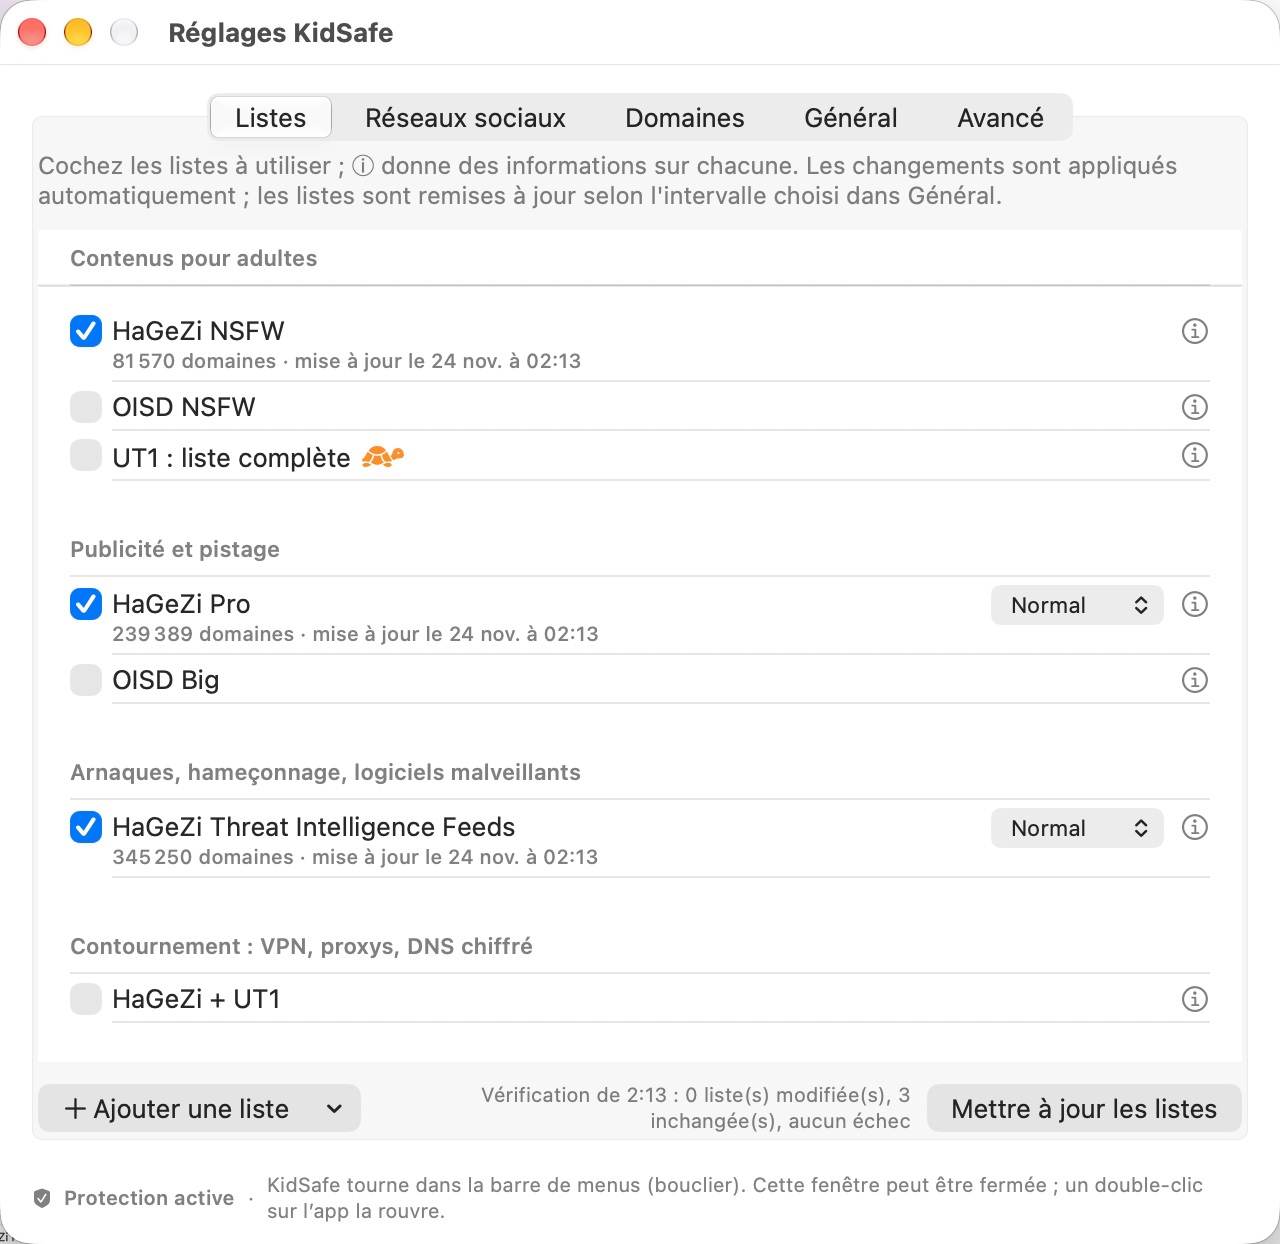 Réglages KidSafe
Listes
Réseaux sociaux
Domaines
Général
Avancé
Cochez les listes à utiliser ; ⓘ donne des informations sur chacune. Les changements sont appliqués
automatiquement ; les listes sont remises à jour selon l'intervalle choisi dans Général.
Contenus pour adultes
HaGeZi NSFW
81 570 domaines · mise à jour le 24 nov. à 02:13
OISD NSFW
UT1 : liste complète
Publicité et pistage
HaGeZi Pro
Normal
239 389 domaines · mise à jour le 24 nov. à 02:13
OISD Big
Arnaques, hameçonnage, logiciels malveillants
HaGeZi Threat Intelligence Feeds
Normal
345 250 domaines · mise à jour le 24 nov. à 02:13
Contournement : VPN, proxys, DNS chiffré
HaGeZi + UT1
Ajouter une liste
Vérification de 2:13 : 0 liste(s) modifiée(s), 3
inchangée(s), aucun échec
Mettre à jour les listes
Protection active ·
KidSafe tourne dans la barre de menus (bouclier). Cette fenêtre peut être fermée ; un double-clic
sur l’app la rouvre.